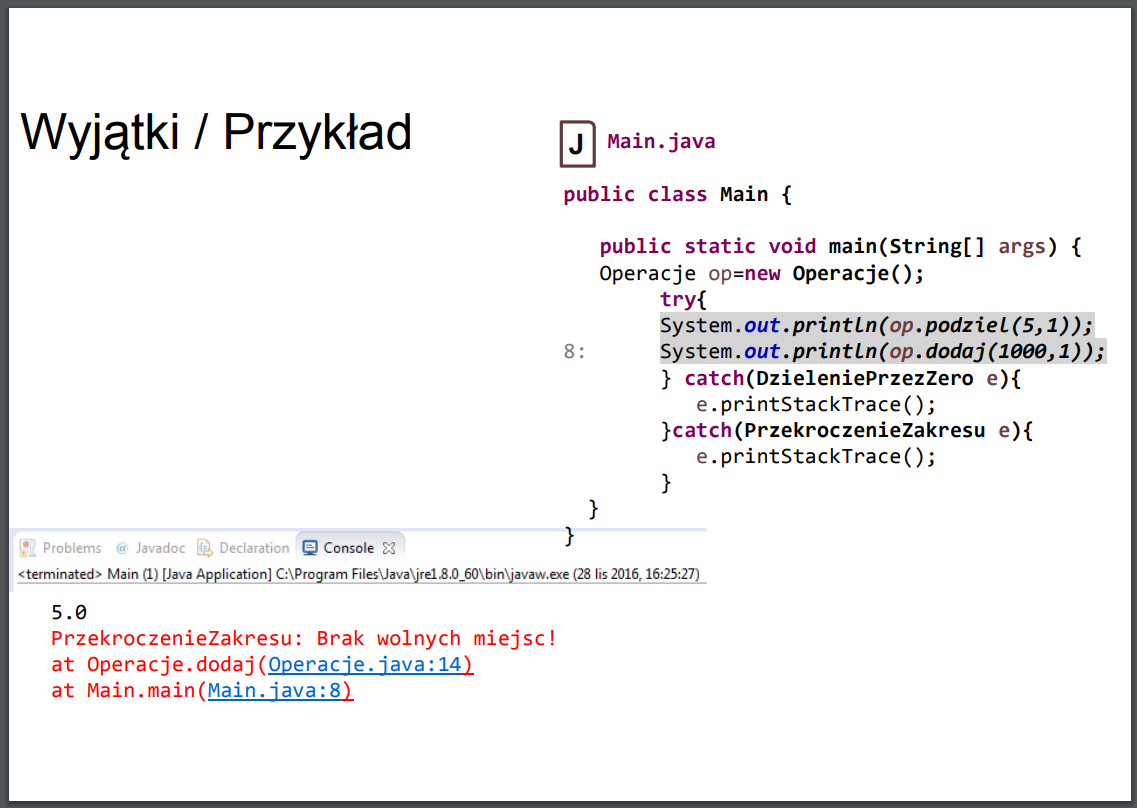 Wyjątki / Przykład
J Main.java
public class Main {
public static void main(String[] args) {
Operacje op=new Operacje();
try{
System.out.println(op.podziel(5,1));
8: System.out.println(op.dodaj(1000,1));
} catch(DzieleniePrzezZero e){
e.printStackTrace();
}catch(PrzekroczenieZakresu e){
e.printStackTrace();
}
}
}
Problems @ Javadoc Declaration Console
<terminated> Main (1) [Java Application] C:\Program Files\Java\jre1.8.0_60\bin\javaw.exe (28 lis 2016, 16:25:27)
5.0
PrzekroczenieZakresu: Brak wolnych miejsc!
at Operacje.dodaj(Operacje.java:14)
at Main.main(Main.java:8)